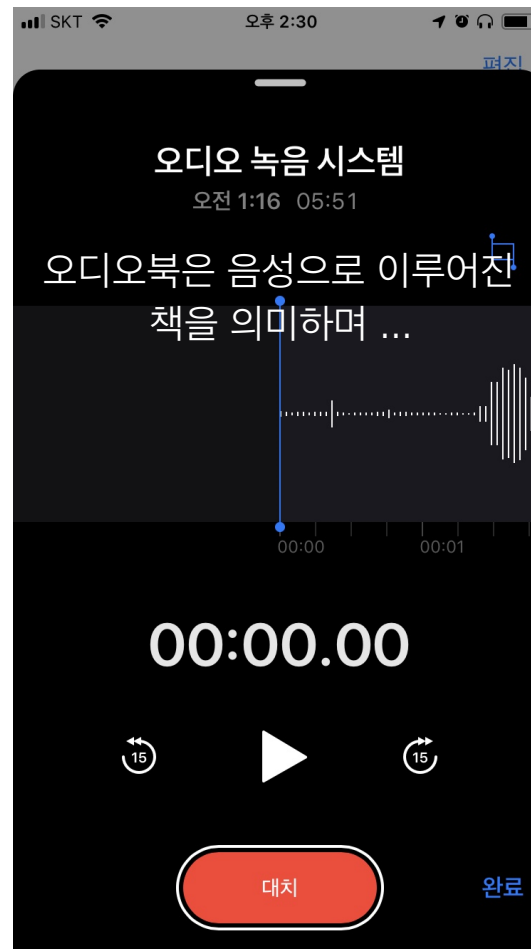 SKT 오후 2:30
편집
오디오 녹음 시스템
오전 1:16 05:51
오디오북은 음성으로 이루어진
책을 의미하며 ...
00:00 00:01
00:00.00
15 15
대치
완료